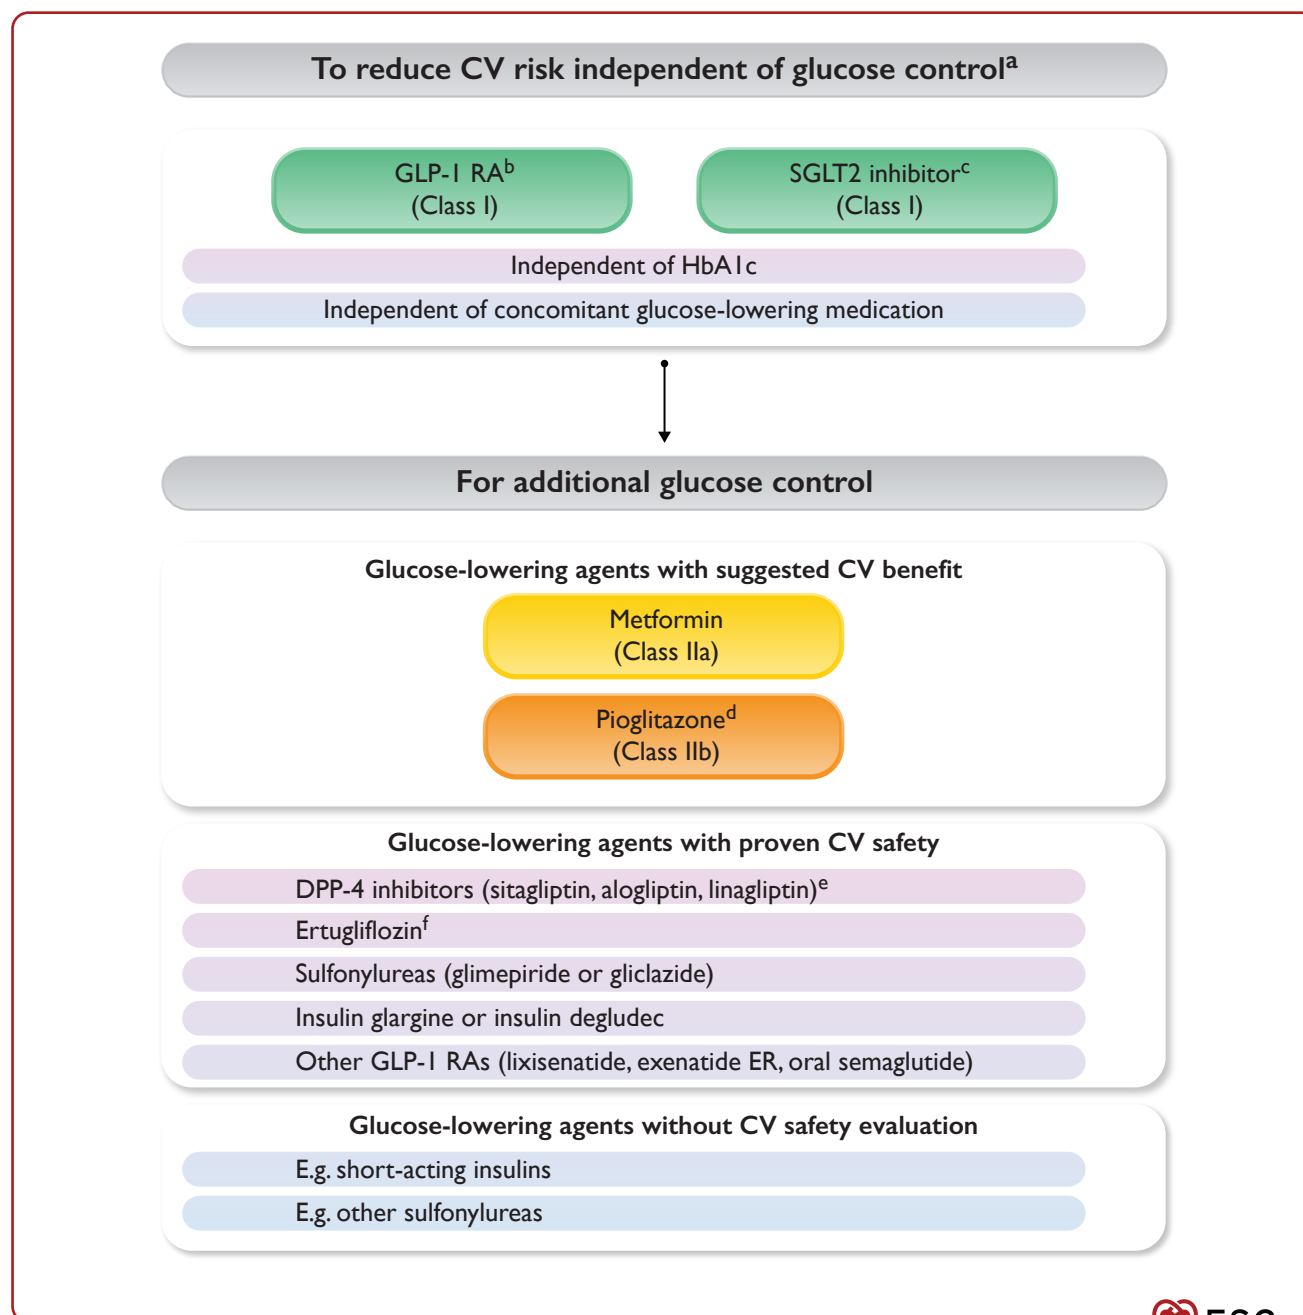 To reduce CV risk independent of glucose controlᵃ
GLP-1 RAᵇ
(Class I)
SGLT2 inhibitorᶜ
(Class I)
Independent of HbA1c
Independent of concomitant glucose-lowering medication
For additional glucose control
Glucose-lowering agents with suggested CV benefit
Metformin
(Class IIa)
Pioglitazoneᵈ
(Class IIb)
Glucose-lowering agents with proven CV safety
DPP-4 inhibitors (sitagliptin, alogliptin, linagliptin)ᵉ
Ertugliflozinᶠ
Sulfonylureas (glimepiride or gliclazide)
Insulin glargine or insulin degludec
Other GLP-1 RAs (lixisenatide, exenatide ER, oral semaglutide)
Glucose-lowering agents without CV safety evaluation
E.g. short-acting insulins
E.g. other sulfonylureas
ESC